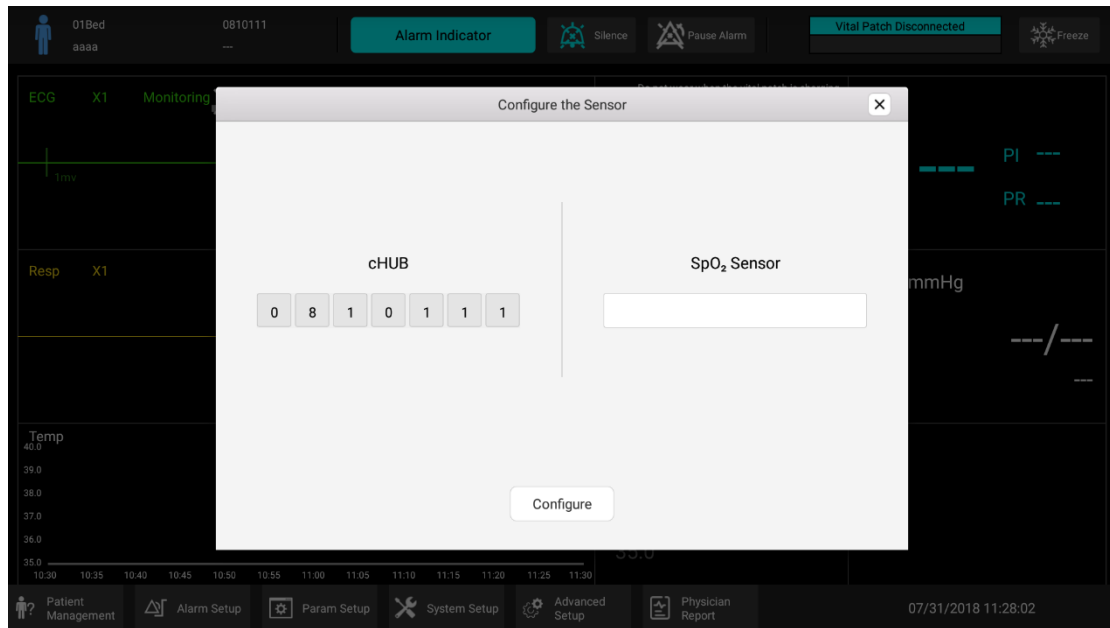 01Bed 0810111 Alarm Indicator Silence Pause Alarm Vital Patch Disconnected Freeze
aaaa ---
ECG X1 Monitoring
Configure the Sensor
1mv
PI ---
---
PR ---
Resp X1
cHUB
SpO₂ Sensor
0 8 1 0 1 1 1
mmHg
---/---
---
Temp
40.0
39.0
38.0
37.0
36.0
35.0
10:30 10:35 10:40 10:45 10:50 10:55 11:00 11:05 11:10 11:15 11:20 11:25 11:30
Configure
35.0
Patient Management
Alarm Setup
Param Setup
System Setup
Advanced Setup
Physician Report
07/31/2018 11:28:02